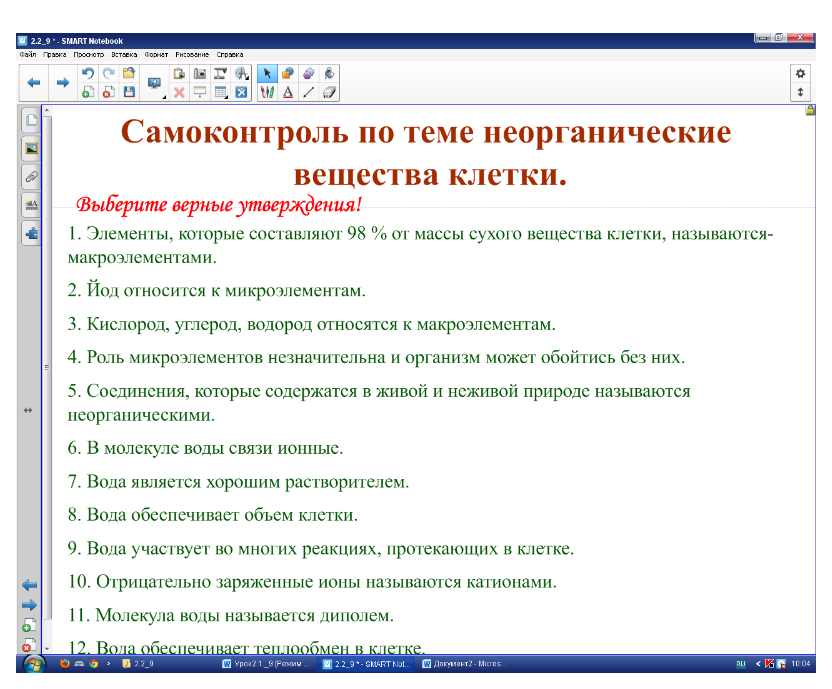 2.2_9 * - SMART Notebook
Файл Правка Просмотр Вставка Формат Рисование Справка
Самоконтроль по теме неорганические
вещества клетки.
Выберите верные утверждения!
1. Элементы, которые составляют 98 % от массы сухого вещества клетки, называются-
макроэлементами.
2. Йод относится к микроэлементам.
3. Кислород, углерод, водород относятся к макроэлементам.
4. Роль микроэлементов незначительна и организм может обойтись без них.
5. Соединения, которые содержатся в живой и неживой природе называются
неорганическими.
6. В молекуле воды связи ионные.
7. Вода является хорошим растворителем.
8. Вода обеспечивает объем клетки.
9. Вода участвует во многих реакциях, протекающих в клетке.
10. Отрицательно заряженные ионы называются катионами.
11. Молекула воды называется диполем.
12. Вода обеспечивает теплообмен в клетке.
2.2_9 Урок2.1._9 [Режим ... 2.2_9 * - SMART Not... Документ2 - Micros... RU 10:04